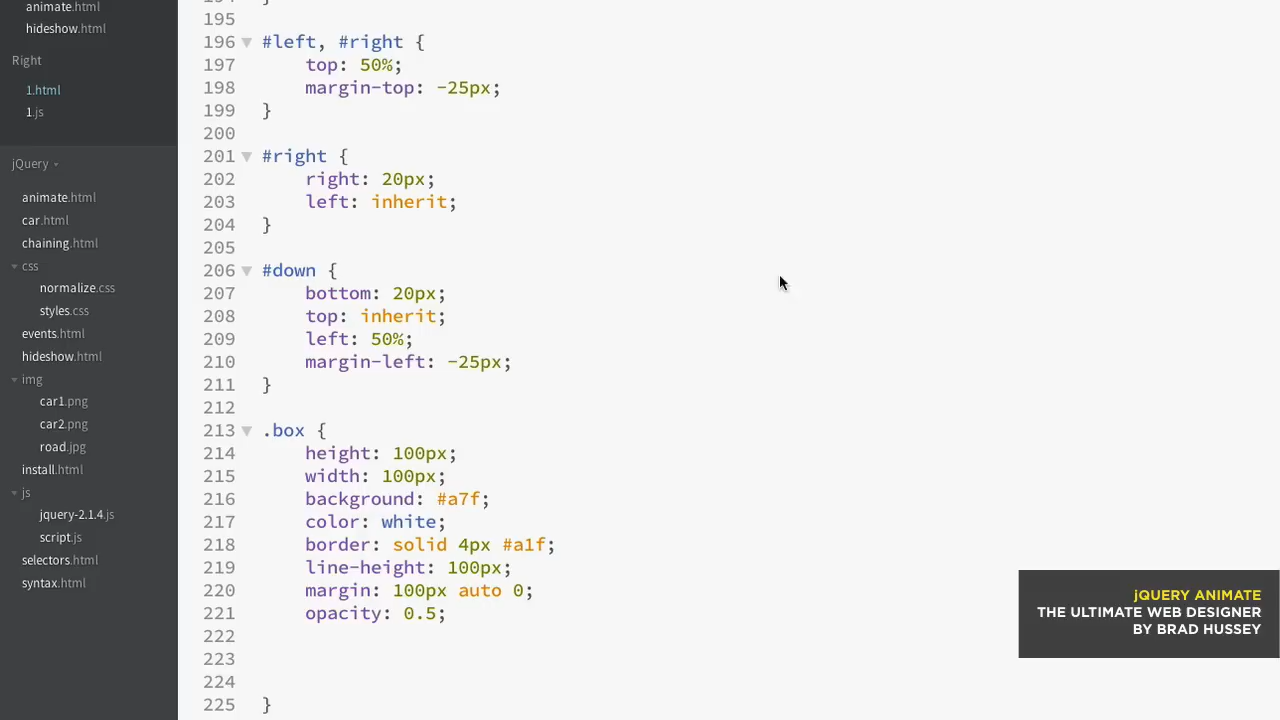 animate.html
hideshow.html
Right
1.html
1.js
jQuery
animate.html
car.html
chaining.html
css
normalize.css
styles.css
events.html
hideshow.html
img
car1.png
car2.png
road.jpg
install.html
js
jquery-2.1.4.js
script.js
selectors.html
syntax.html
195
196 #left, #right {
197 top: 50%;
198 margin-top: -25px;
199 }
200
201 #right {
202 right: 20px;
203 left: inherit;
204 }
205
206 #down {
207 bottom: 20px;
208 top: inherit;
209 left: 50%;
210 margin-left: -25px;
211 }
212
213 .box {
214 height: 100px;
215 width: 100px;
216 background: #a7f;
217 color: white;
218 border: solid 4px #a1f;
219 line-height: 100px;
220 margin: 100px auto 0;
221 opacity: 0.5;
222
223
224
225 }
jQUERY ANIMATE
THE ULTIMATE WEB DESIGNER
BY BRAD HUSSEY